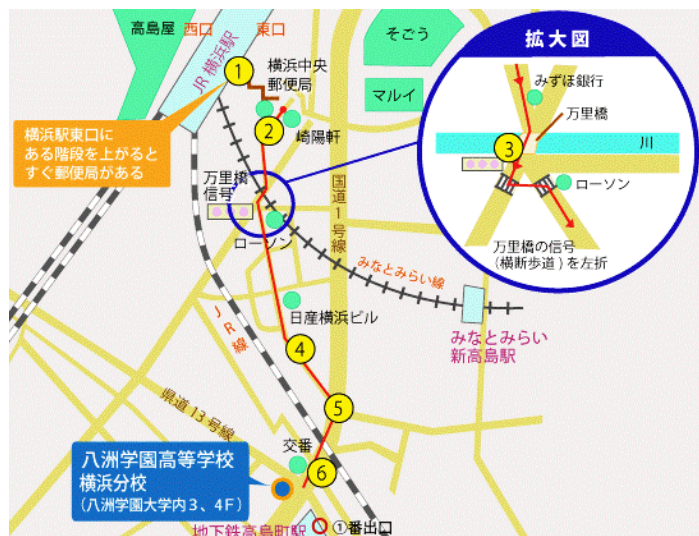 高島屋
西口
東口
JR横浜駅
①
横浜中央
郵便局
そごう
マルイ
②
崎陽軒
横浜駅東口に
ある階段を上がると
すぐ郵便局がある
万里橋
信号
ローソン
国道1号線
みなとみらい線
みなとみらい
新高島駅
日産横浜ビル
JR線
④
⑤
県道13号線
交番
⑥
八洲学園高等学校
横浜分校
(八洲学園大学内3、4F)
地下鉄高島町駅
①番出口
拡大図
みずほ銀行
万里橋
③
川
ローソン
万里橋の信号
(横断歩道)を左折